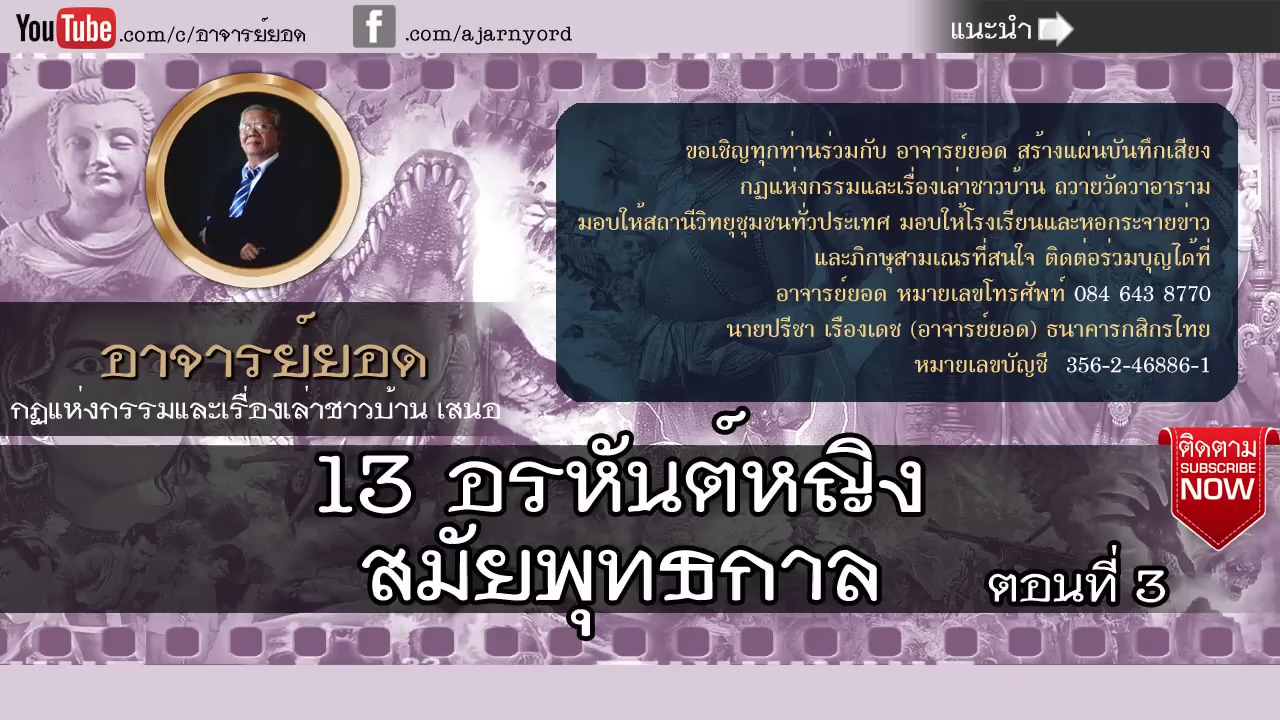 YouTube.com/c/อาจารย์ยอด
f .com/ajarnyord
แนะนำ
ขอเชิญทุกท่านร่วมกับ อาจารย์ยอด สร้างแผ่นบันทึกเสียง
กฏแห่งกรรมและเรื่องเล่าชาวบ้าน ถวายวัดวาอาราม
มอบให้สถานีวิทยุชุมชนทั่วประเทศ มอบให้โรงเรียนและหอกระจายข่าว
และภิกษุสามเณรที่สนใจ ติดต่อร่วมบุญได้ที่
อาจารย์ยอด หมายเลขโทรศัพท์ 084 643 8770
นายปรีชา เรืองเดช (อาจารย์ยอด) ธนาคารกสิกรไทย
หมายเลขบัญชี 356-2-46886-1
อาจารย์ยอด
กฏแห่งกรรมและเรื่องเล่าชาวบ้าน เสนอ
13 อรหันต์หญิง
สมัยพุทธกาล
ตอนที่ 3
ติดตาม
SUBSCRIBE
NOW